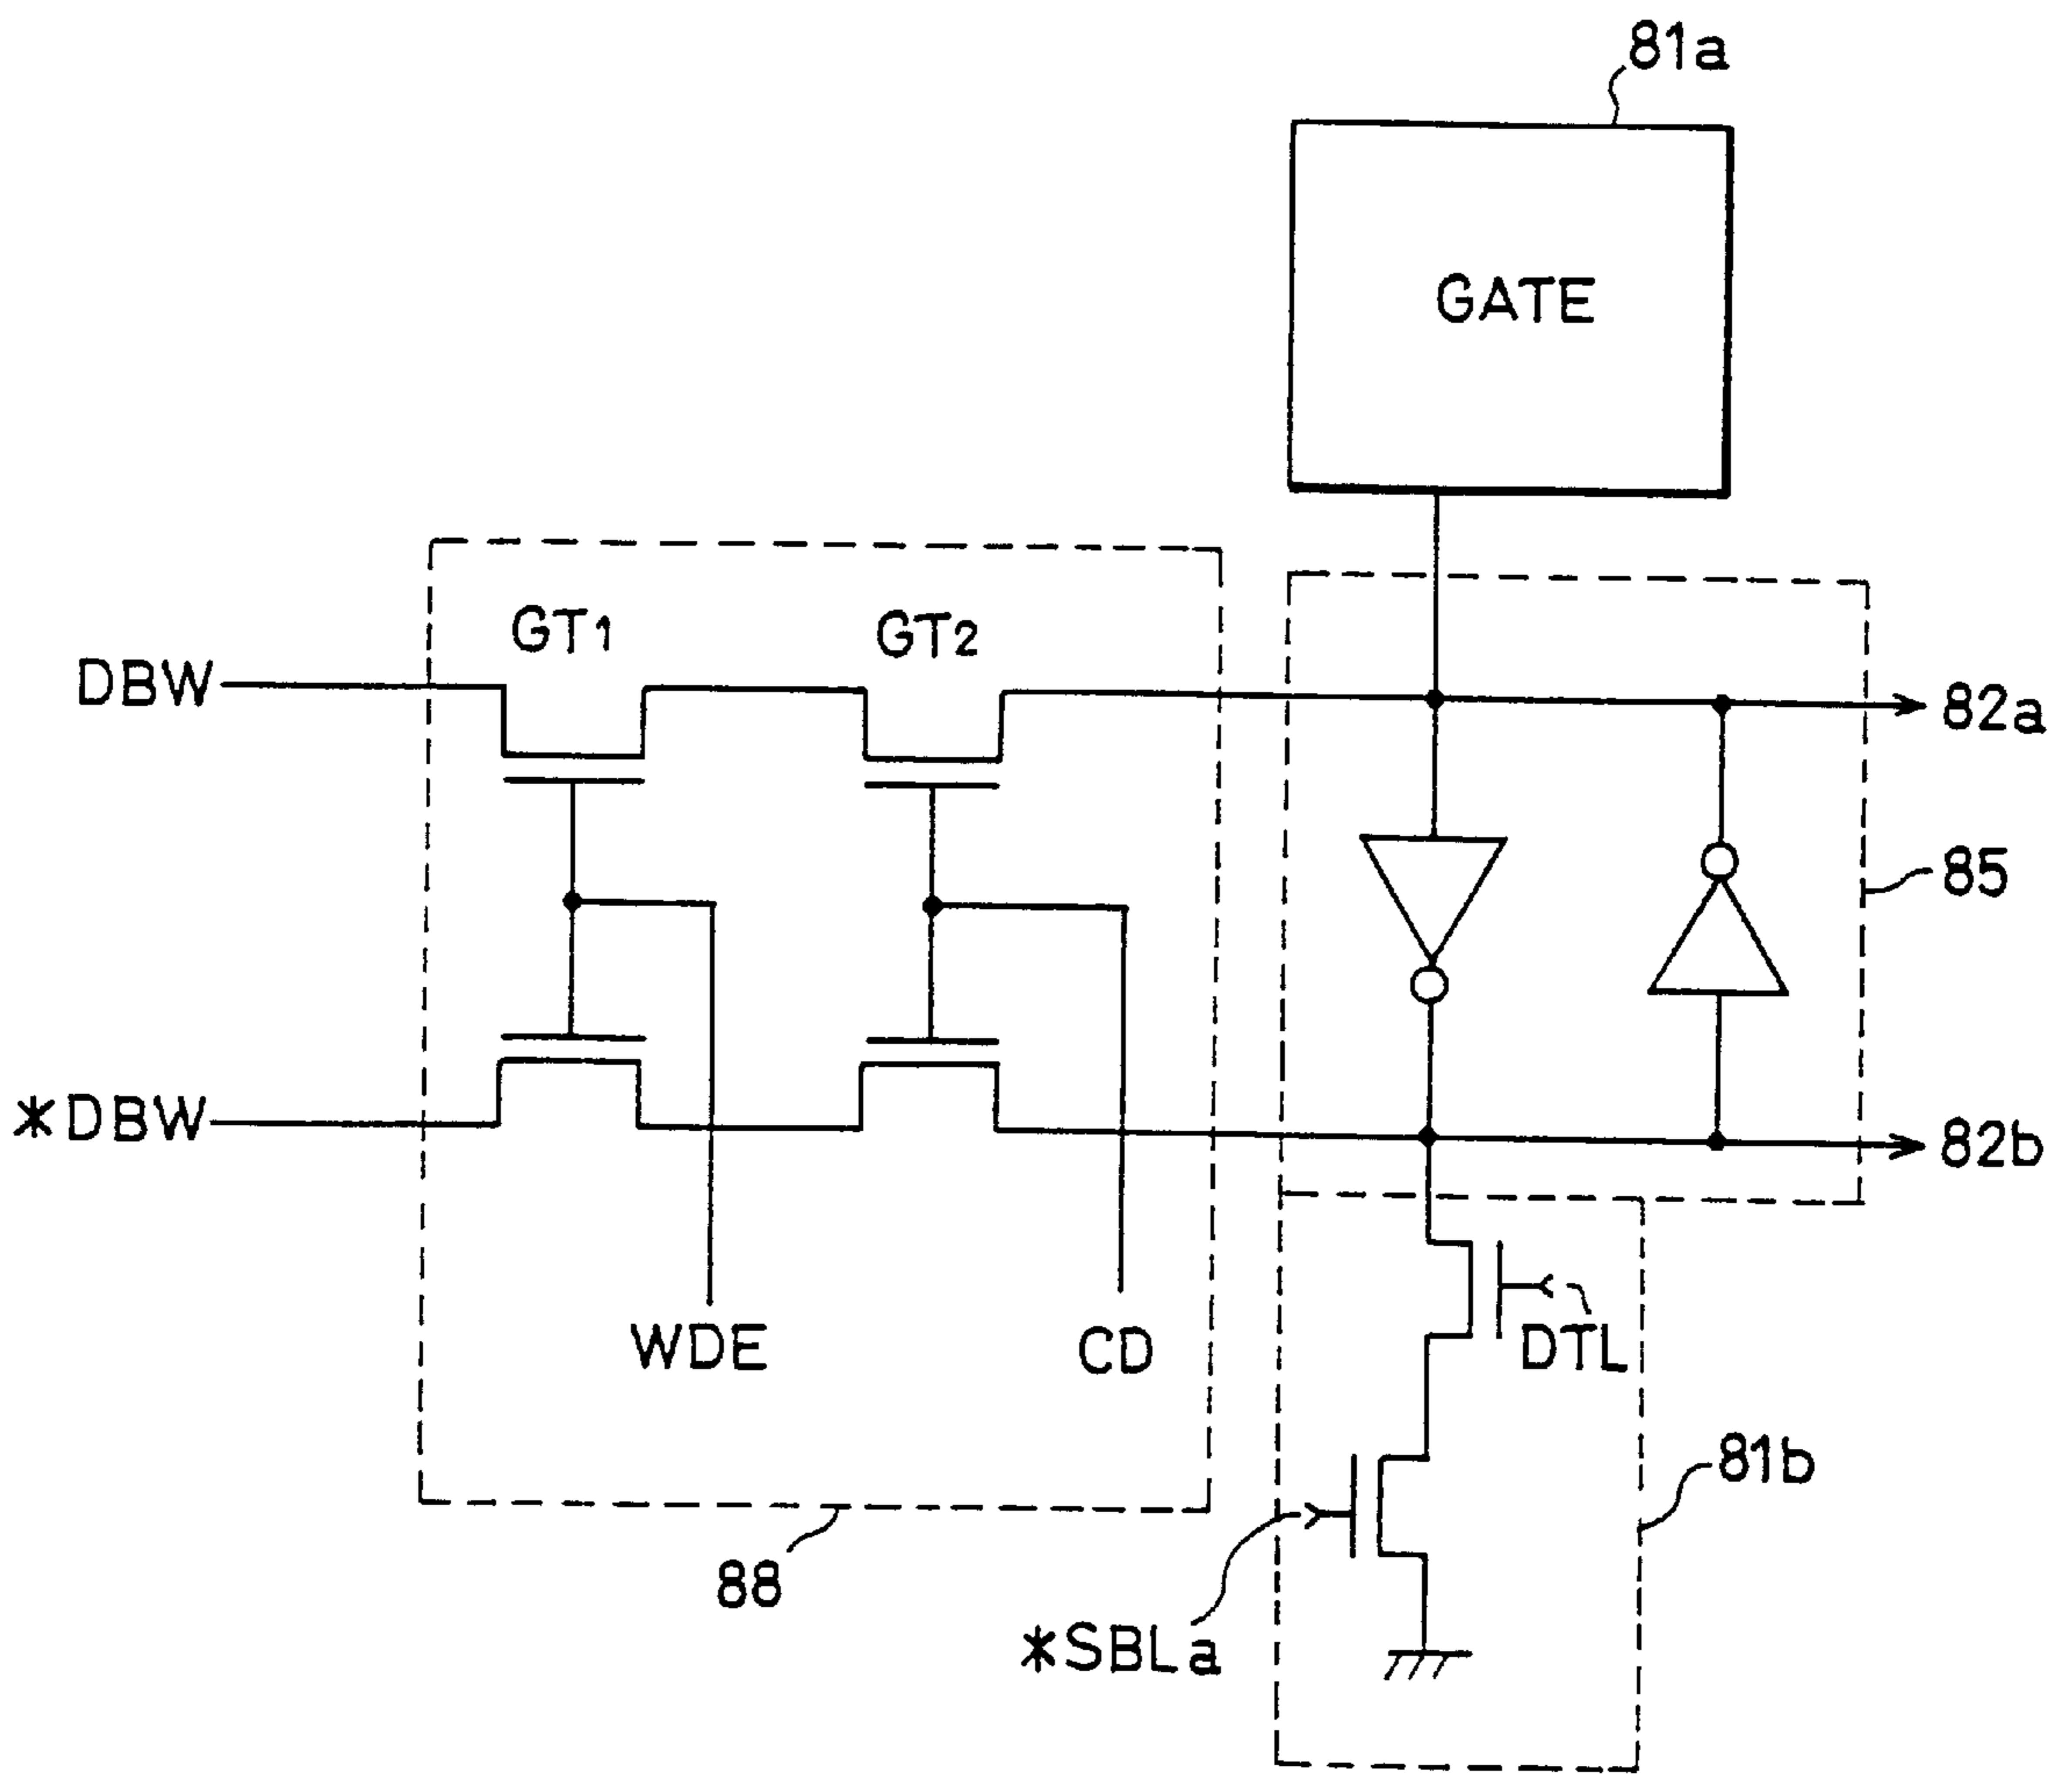 81a
GATE
GT1
GT2
DBW
82a
85
*DBW
82b
WDE
CD
DTL
81b
88
*SBLa